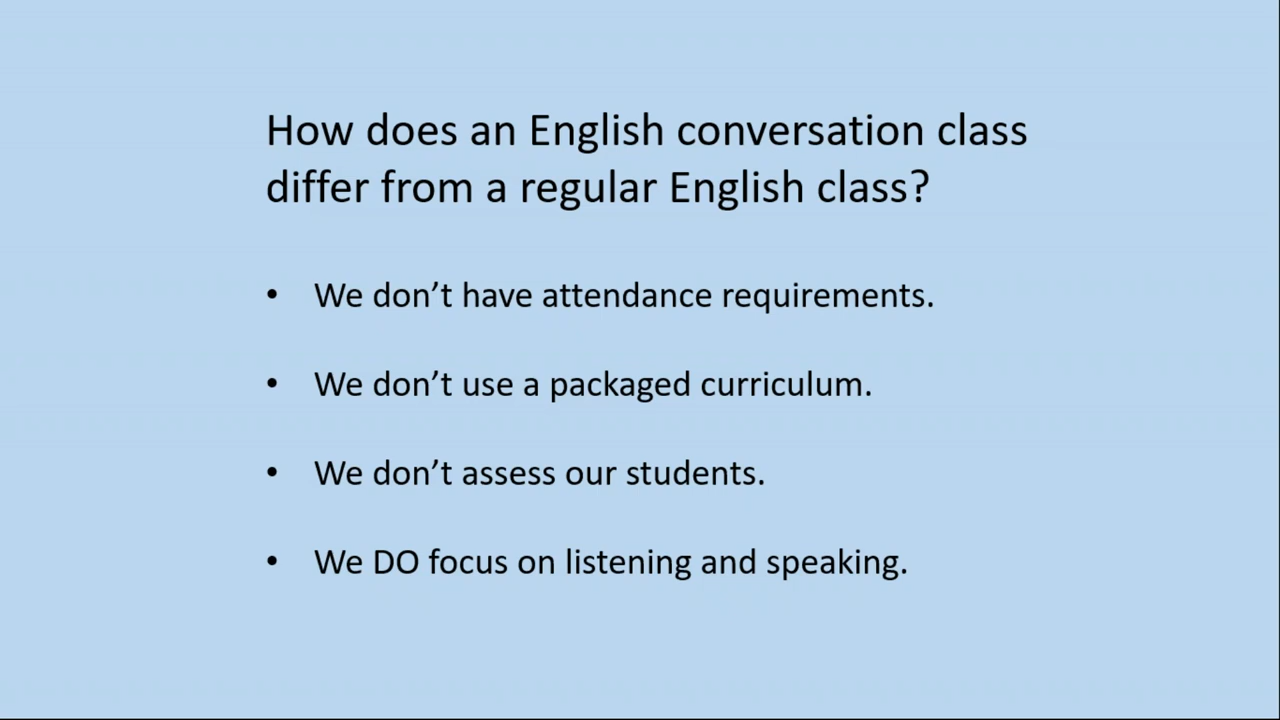 How does an English conversation class
differ from a regular English class?
• We don’t have attendance requirements.
• We don’t use a packaged curriculum.
• We don’t assess our students.
• We DO focus on listening and speaking.